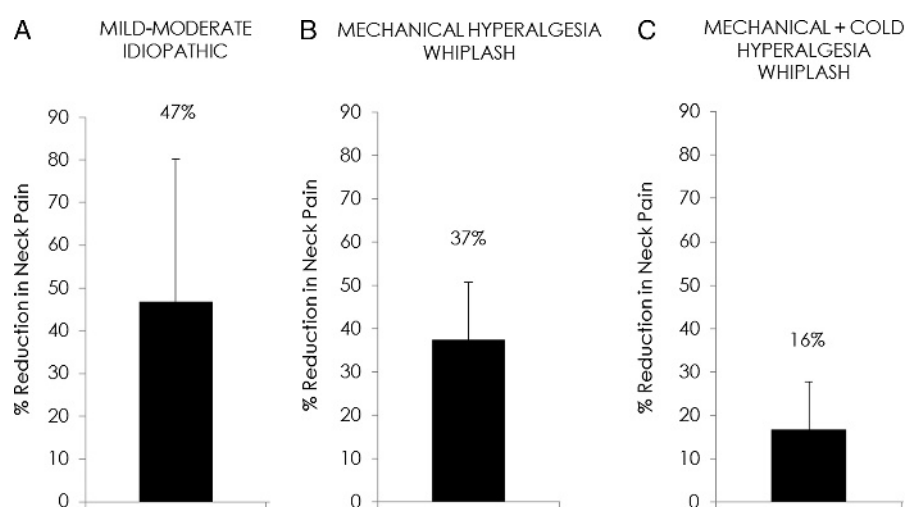 A
MILD-MODERATE
IDIOPATHIC
47%
% Reduction in Neck Pain
90
80
70
60
50
40
30
20
10
0
B
MECHANICAL HYPERALGESIA
WHIPLASH
37%
% Reduction in Neck Pain
90
80
70
60
50
40
30
20
10
0
C
MECHANICAL + COLD
HYPERALGESIA
WHIPLASH
16%
% Reduction in Neck Pain
90
80
70
60
50
40
30
20
10
0